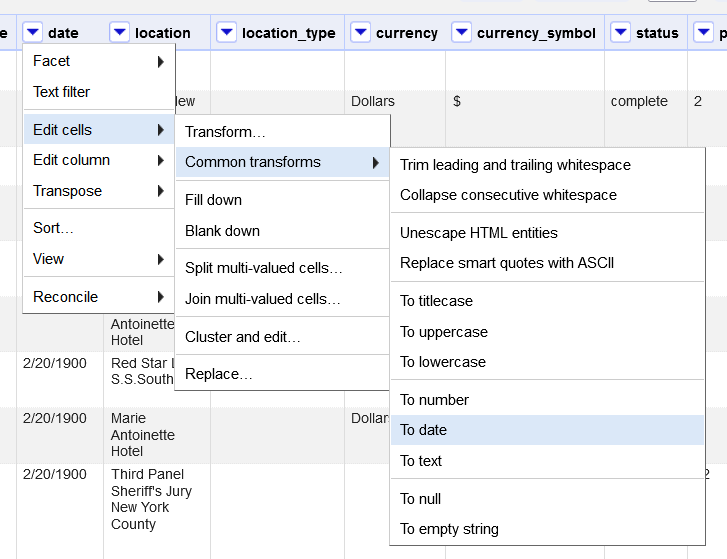 e
date
location
location_type
currency
currency_symbol
status
p
Facet
Text filter
Edit cells
Edit column
Transpose
Sort…
View
Reconcile
Transform…
Common transforms
Fill down
Blank down
Split multi-valued cells…
Join multi-valued cells…
Cluster and edit…
Replace…
Trim leading and trailing whitespace
Collapse consecutive whitespace
Unescape HTML entities
Replace smart quotes with ASCII
To titlecase
To uppercase
To lowercase
To number
To date
To text
To null
To empty string
Dollars
$
complete
2
Antoinette
Hotel
2/20/1900
Red Star
S.S.South
2/20/1900
Marie
Antoinette
Hotel
Dollar
2/20/1900
Third Panel
Sheriff's Jury
New York
County
2